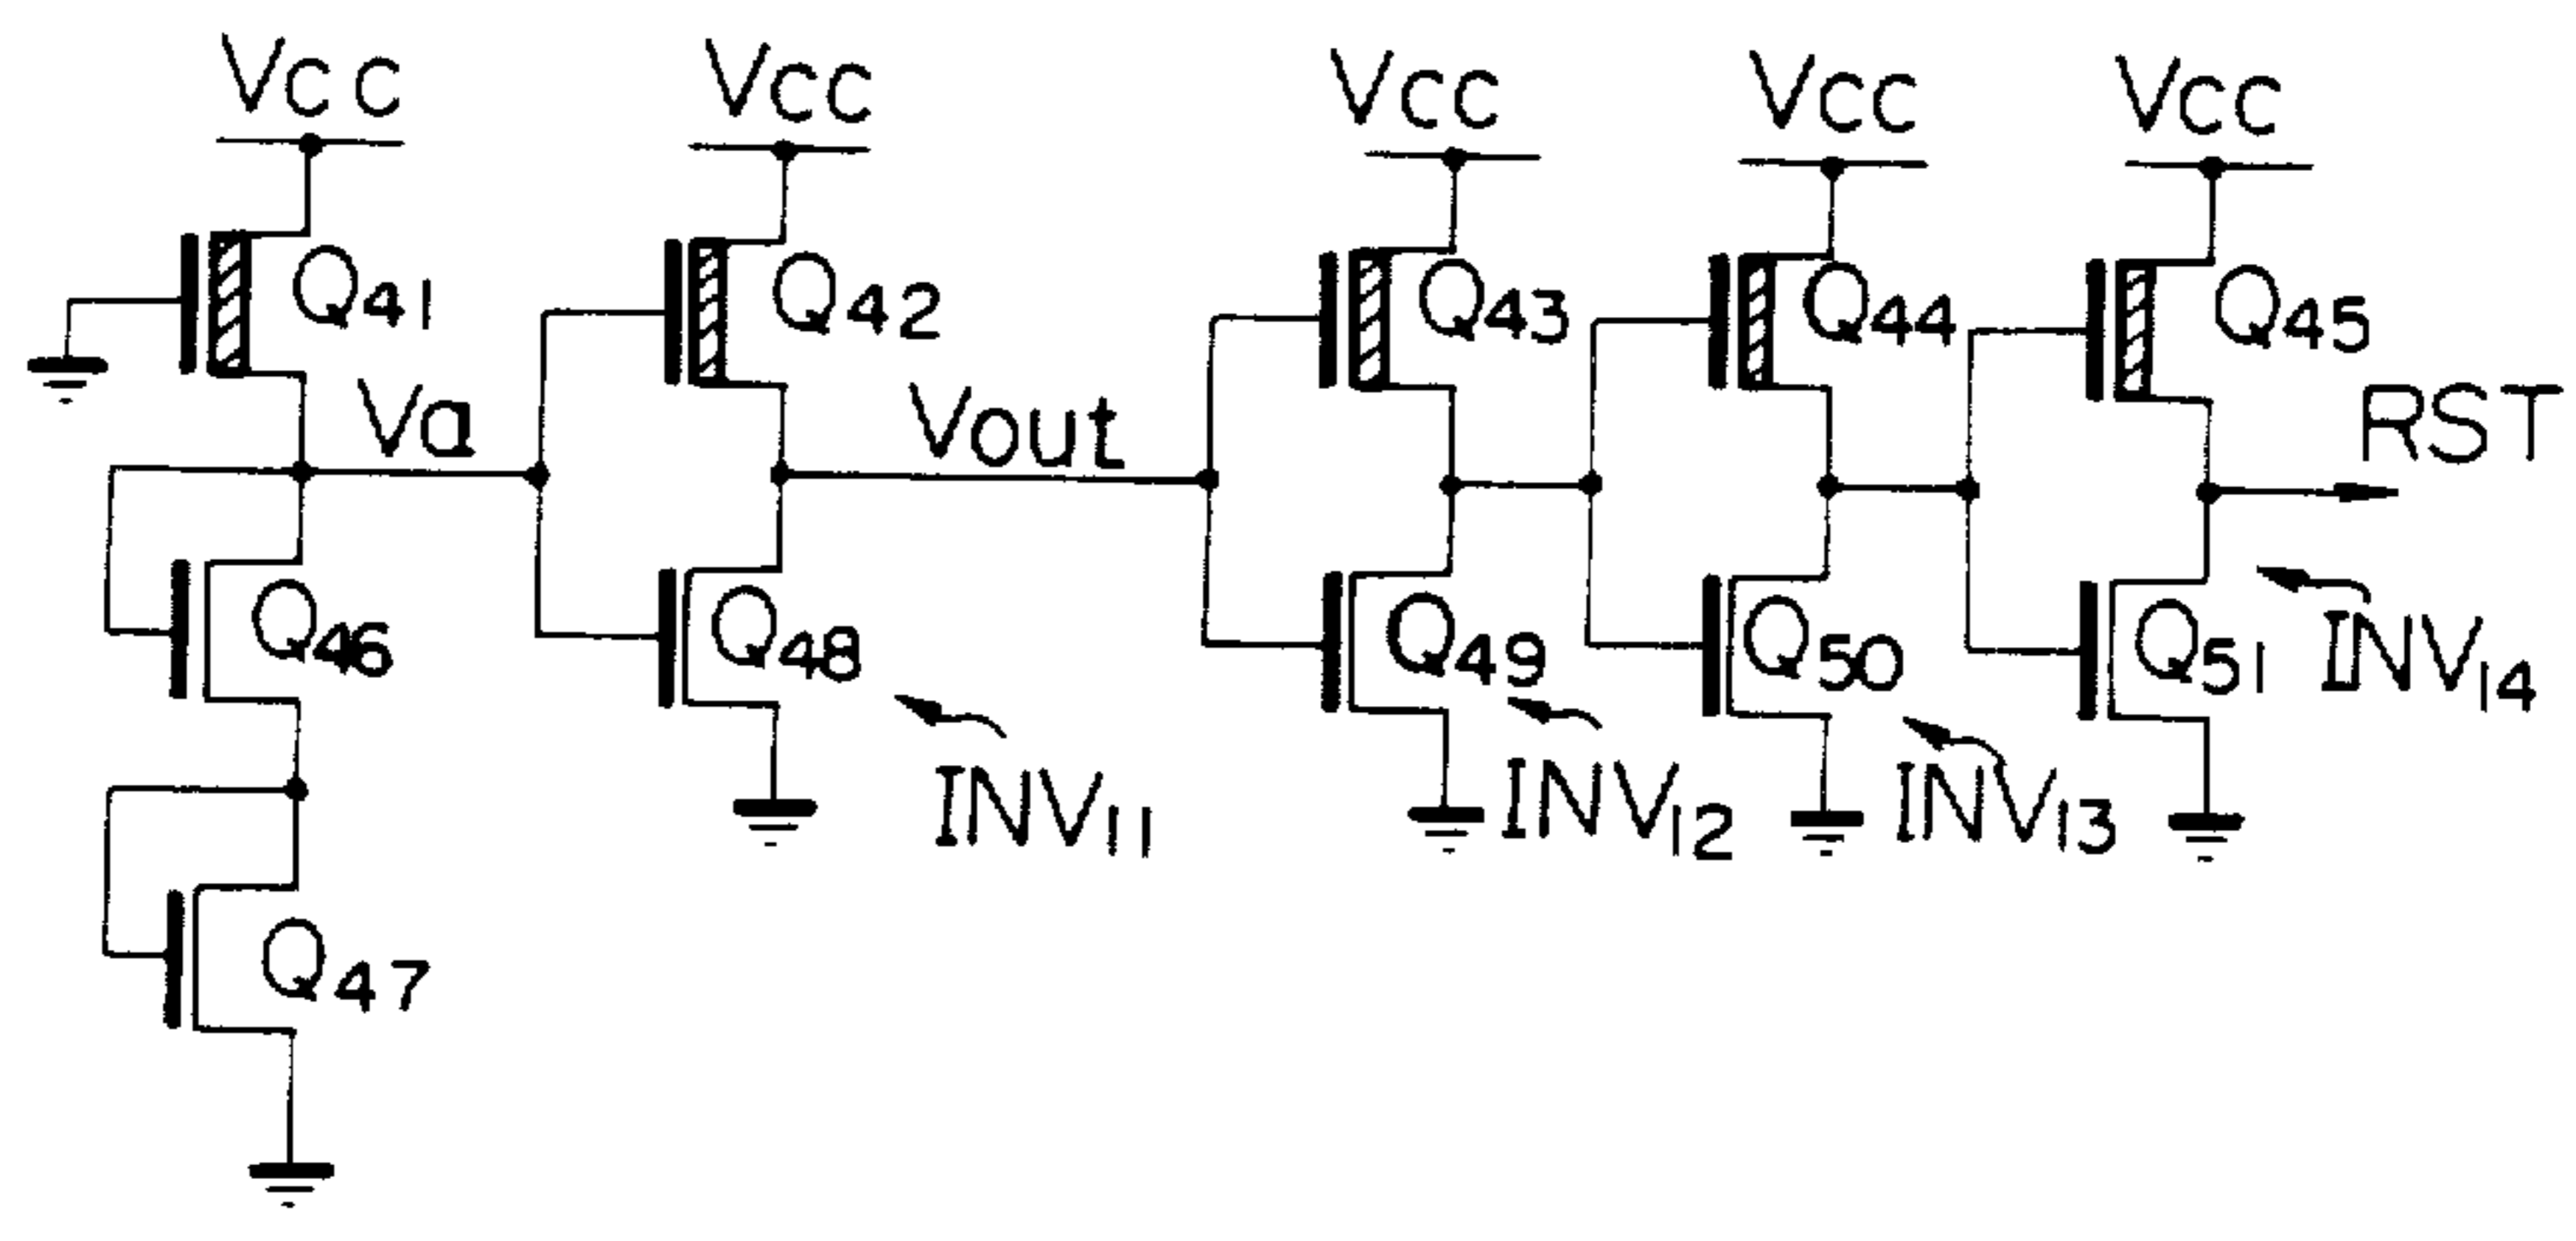 Vcc Vcc Vcc Vcc Vcc
Q41 Q42 Q43 Q44 Q45
Va Vout RST
Q46 Q48 Q49 Q50 Q51
INV14
INV11 INV12 INV13
Q47